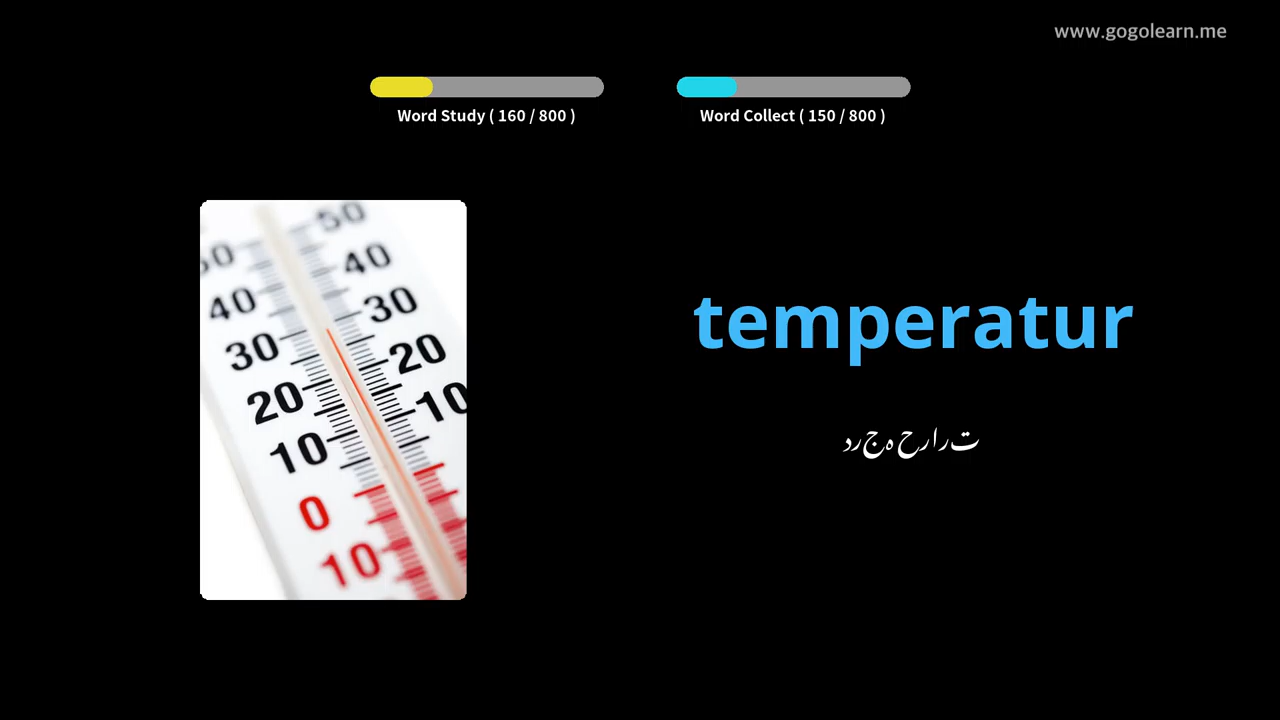 www.gogolearn.me
Word Study ( 160 / 800 )
Word Collect ( 150 / 800 )
50
50
40
40
30
30
20
20
10
10
0
10
temperatur
درجہ حرارت